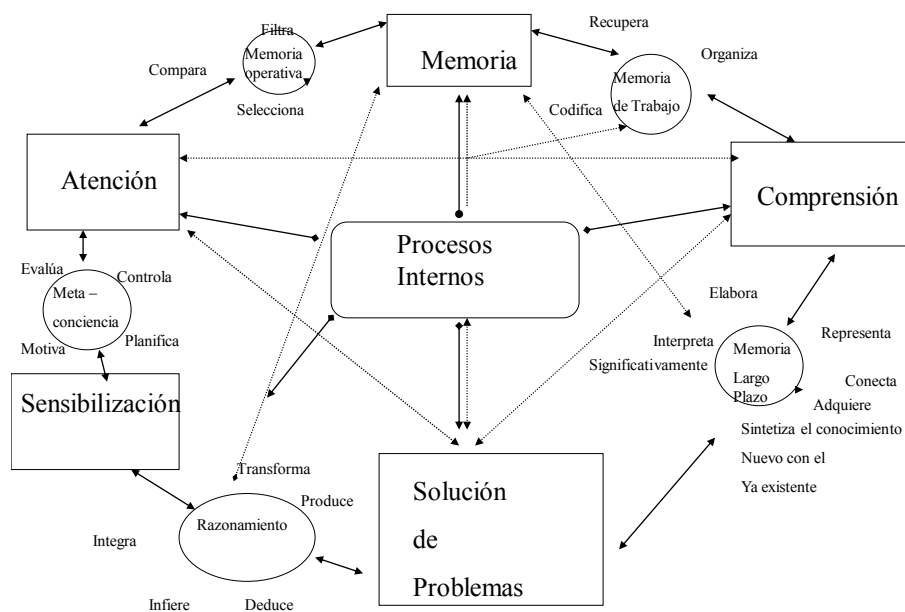 Recupera
Filtra
Memoria
operativa
Memoria
Organiza
Compara
Memoria
de Trabajo
Selecciona
Codifica
Atención
Comprensión
Procesos
Internos
Evalúa
Controla
Meta –
conciencia
Motiva
Planifica
Elabora
Interpreta
Significativamente
Representa
Memoria
Largo
Plazo
Conecta
Adquiere
Sintetiza el conocimiento
Nuevo con el
Ya existente
Sensibilización
Transforma
Produce
Razonamiento
Integra
Infiere
Deduce
Solución
de
Problemas